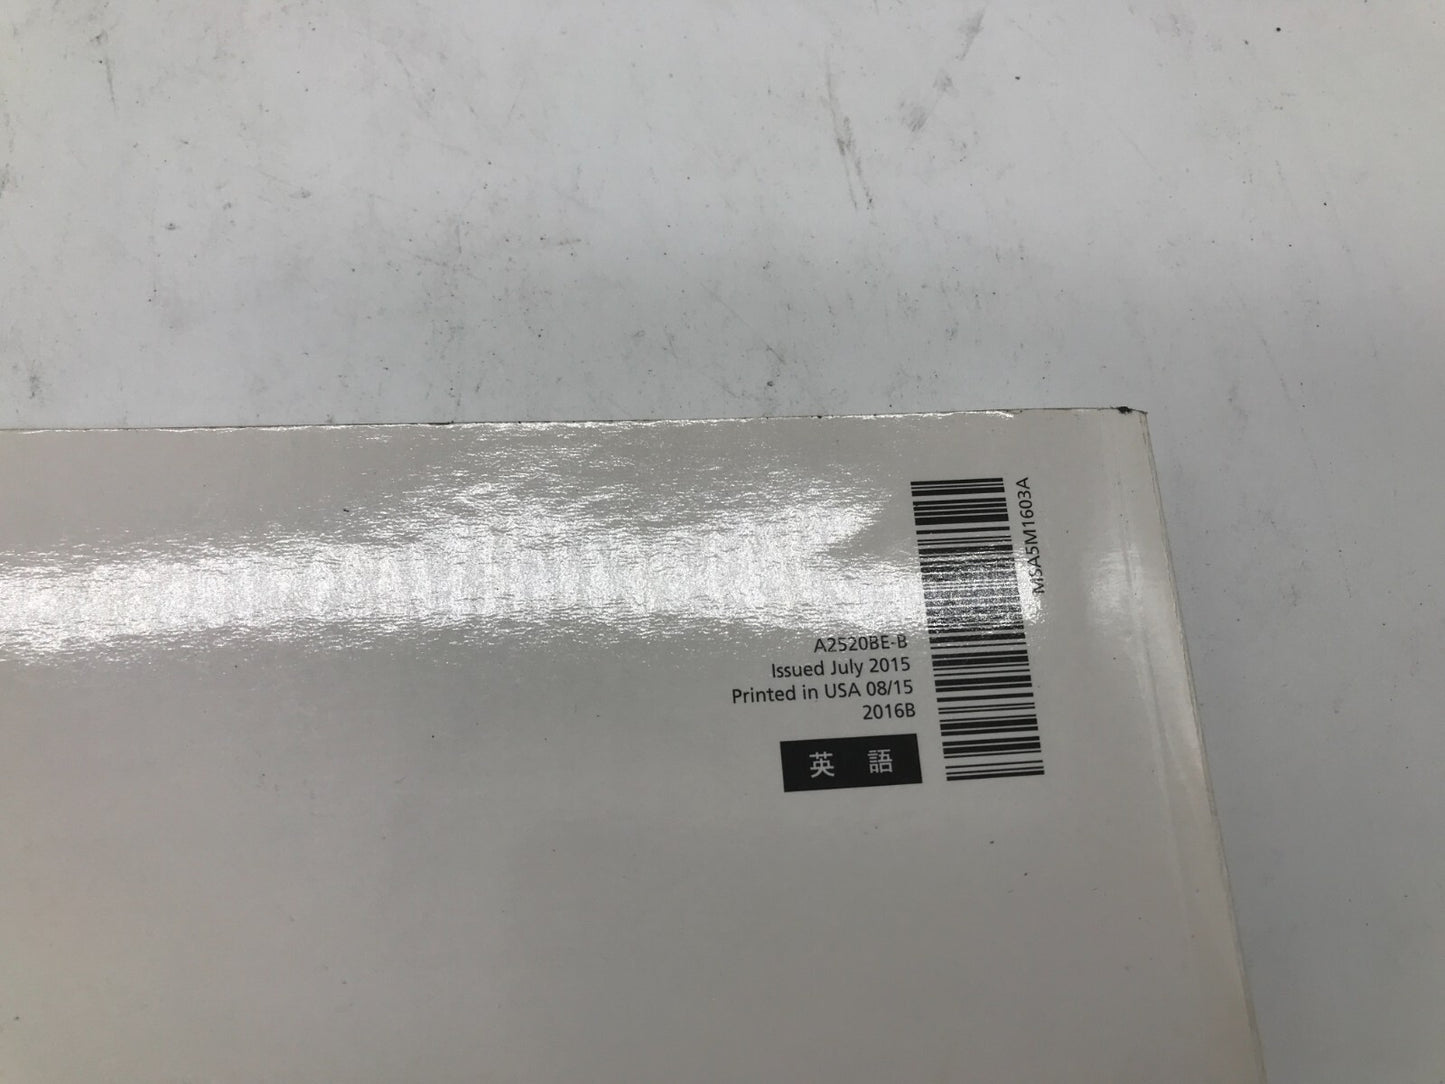 MSA5M1603A
A2520BE-B
Issued July 2015
Printed in USA 08/15
2016B
英語